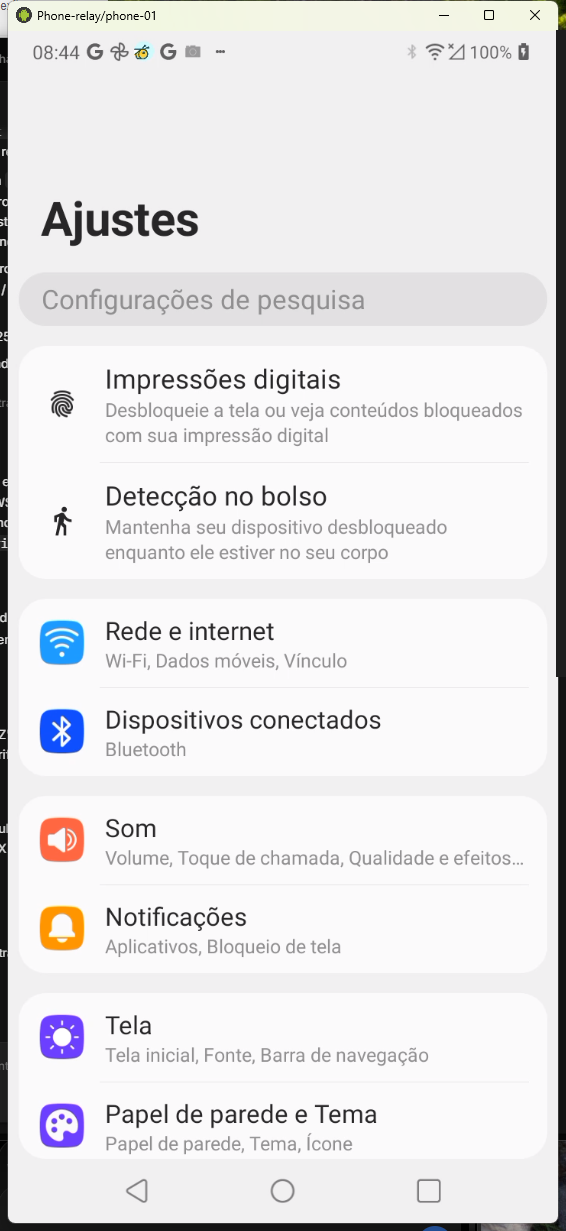 Phone-relay/phone-01
08:44
100%
Ajustes
Configurações de pesquisa
Impressões digitais
Desbloqueie a tela ou veja conteúdos bloqueados
com sua impressão digital
Detecção no bolso
Mantenha seu dispositivo desbloqueado
enquanto ele estiver no seu corpo
Rede e internet
Wi-Fi, Dados móveis, Vínculo
Dispositivos conectados
Bluetooth
Som
Volume, Toque de chamada, Qualidade e efeitos...
Notificações
Aplicativos, Bloqueio de tela
Tela
Tela inicial, Fonte, Barra de navegação
Papel de parede e Tema
Papel de parede, Tema, Ícone